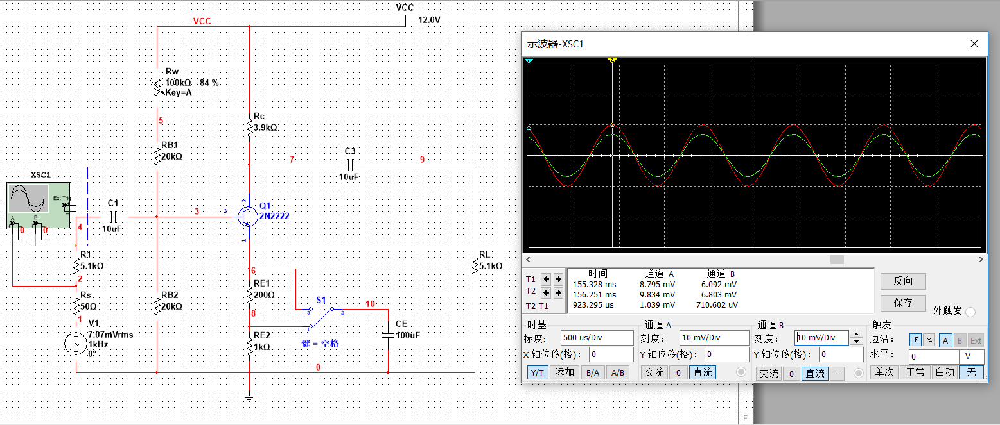 VCC
12.0V
VCC
Rw
100kΩ 84 %
Key=A
5
Rc
3.9kΩ
RB1
20kΩ
7
C3
10uF
9
XSC1
Ext Trig
A
B
0
0
4
C1
10uF
3
2
3
1
Q1
2N2222
R1
5.1kΩ
2
Rs
50Ω
1
V1
7.07mVrms
1kHz
0°
RB2
20kΩ
6
RE1
200Ω
8
RE2
1kΩ
S1
3
2
1
键 = 空格
10
CE
100uF
RL
5.1kΩ
0
F
示波器-XSC1
1
2
时间 通道_A 通道_B
T1 155.328 ms 8.795 mV 6.092 mV
T2 156.251 ms 9.834 mV 6.803 mV
T2-T1 923.295 us 1.039 mV 710.602 uV
反向
保存
外触发
时基
标度: 500 us/Div
X 轴位移(格): 0
Y/T 添加 B/A A/B
通道 A
刻度: 10 mV/Div
Y 轴位移(格): 0
交流 0 直流
通道 B
刻度: 10 mV/Div
Y 轴位移(格): 0
交流 0 直流 -
触发
边沿: A B Ext
水平: 0 V
单次 正常 自动 无